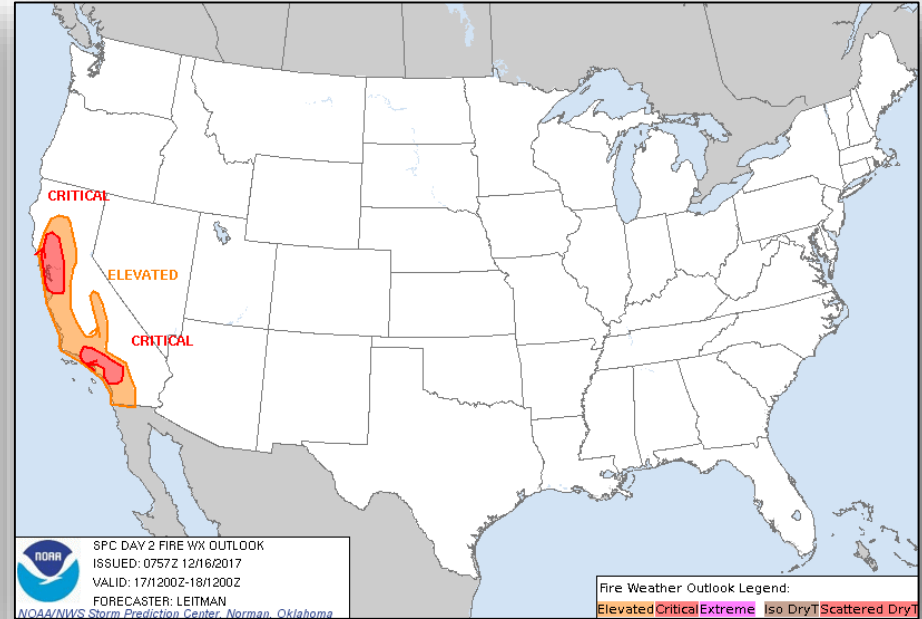 CRITICAL
ELEVATED
CRITICAL
NOAA
SPC DAY 2 FIRE WX OUTLOOK
ISSUED: 0757Z 12/16/2017
VALID: 17/1200Z-18/1200Z
FORECASTER: LEITMAN
NOAA/NWS Storm Prediction Center, Norman, Oklahoma
Fire Weather Outlook Legend:
Elevated Critical Extreme Iso DryT Scattered DryT